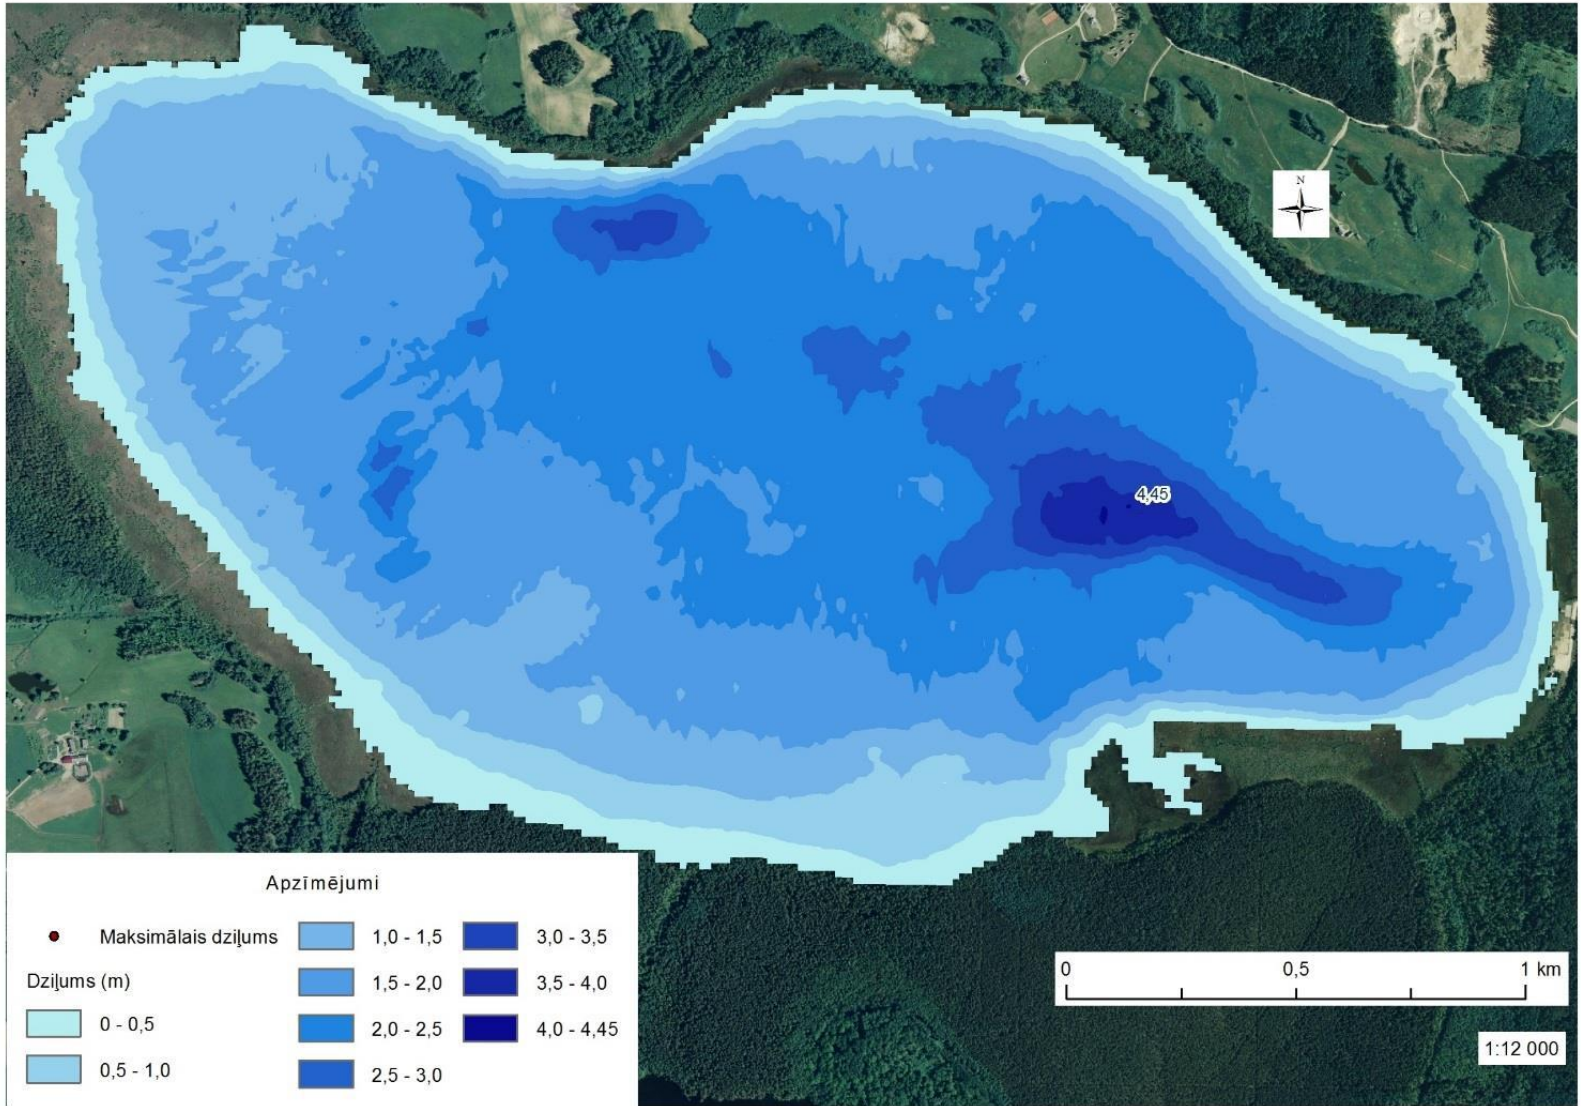 N
4,45
Apzīmējumi
Maksimālais dziļums
Dziļums (m)
0 - 0,5
0,5 - 1,0
1,0 - 1,5
1,5 - 2,0
2,0 - 2,5
2,5 - 3,0
3,0 - 3,5
3,5 - 4,0
4,0 - 4,45
0 0,5 1 km
1:12 000